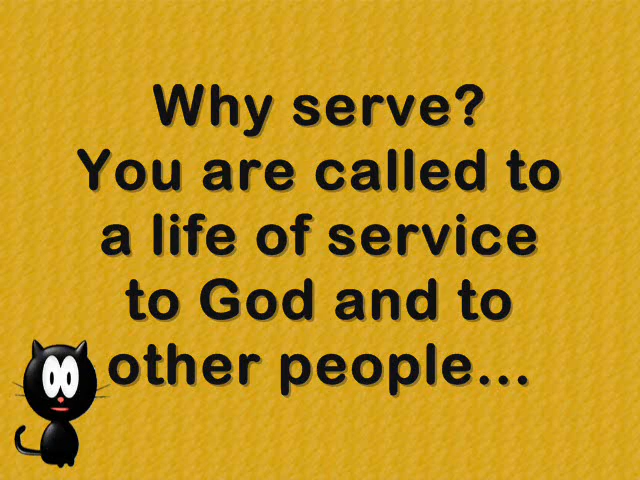 Why serve?
You are called to
a life of service
to God and to
other people...